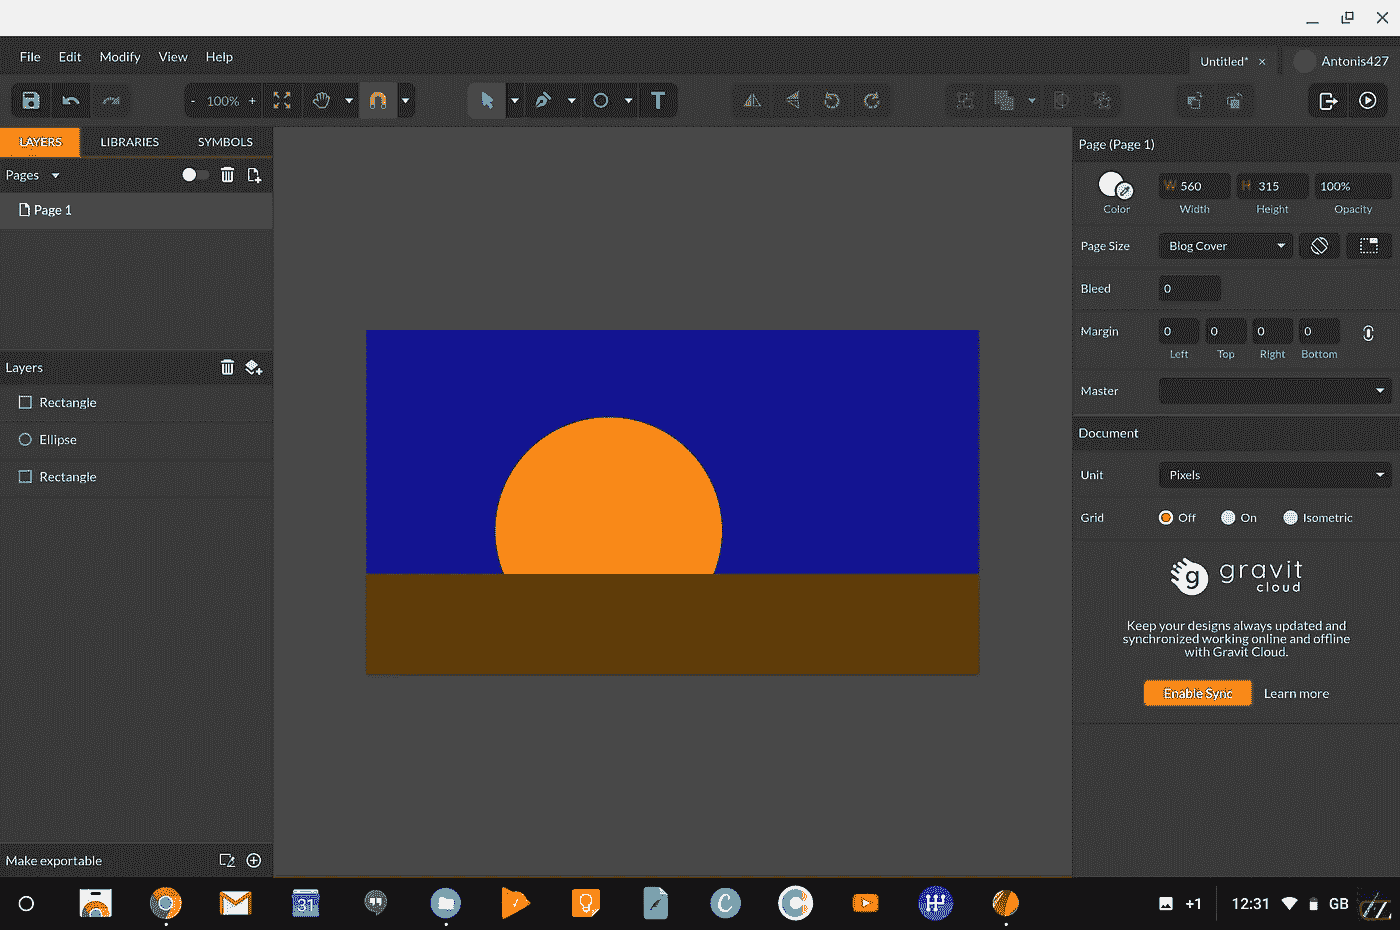 File Edit Modify View Help
Untitled* × Antonis427
- 100% +
T
LAYERS LIBRARIES SYMBOLS
Pages
Page 1
Layers
Rectangle
Ellipse
Rectangle
Make exportable
Page (Page 1)
W 560 H 315 100%
Color Width Height Opacity
Page Size Blog Cover
Bleed 0
Margin 0 0 0 0
Left Top Right Bottom
Master
Document
Unit Pixels
Grid Off On Isometric
g gravit
cloud
Keep your designs always updated and
synchronized working online and offline
with Gravit Cloud.
Enable Sync Learn more
31 C C +1 12:31 GB